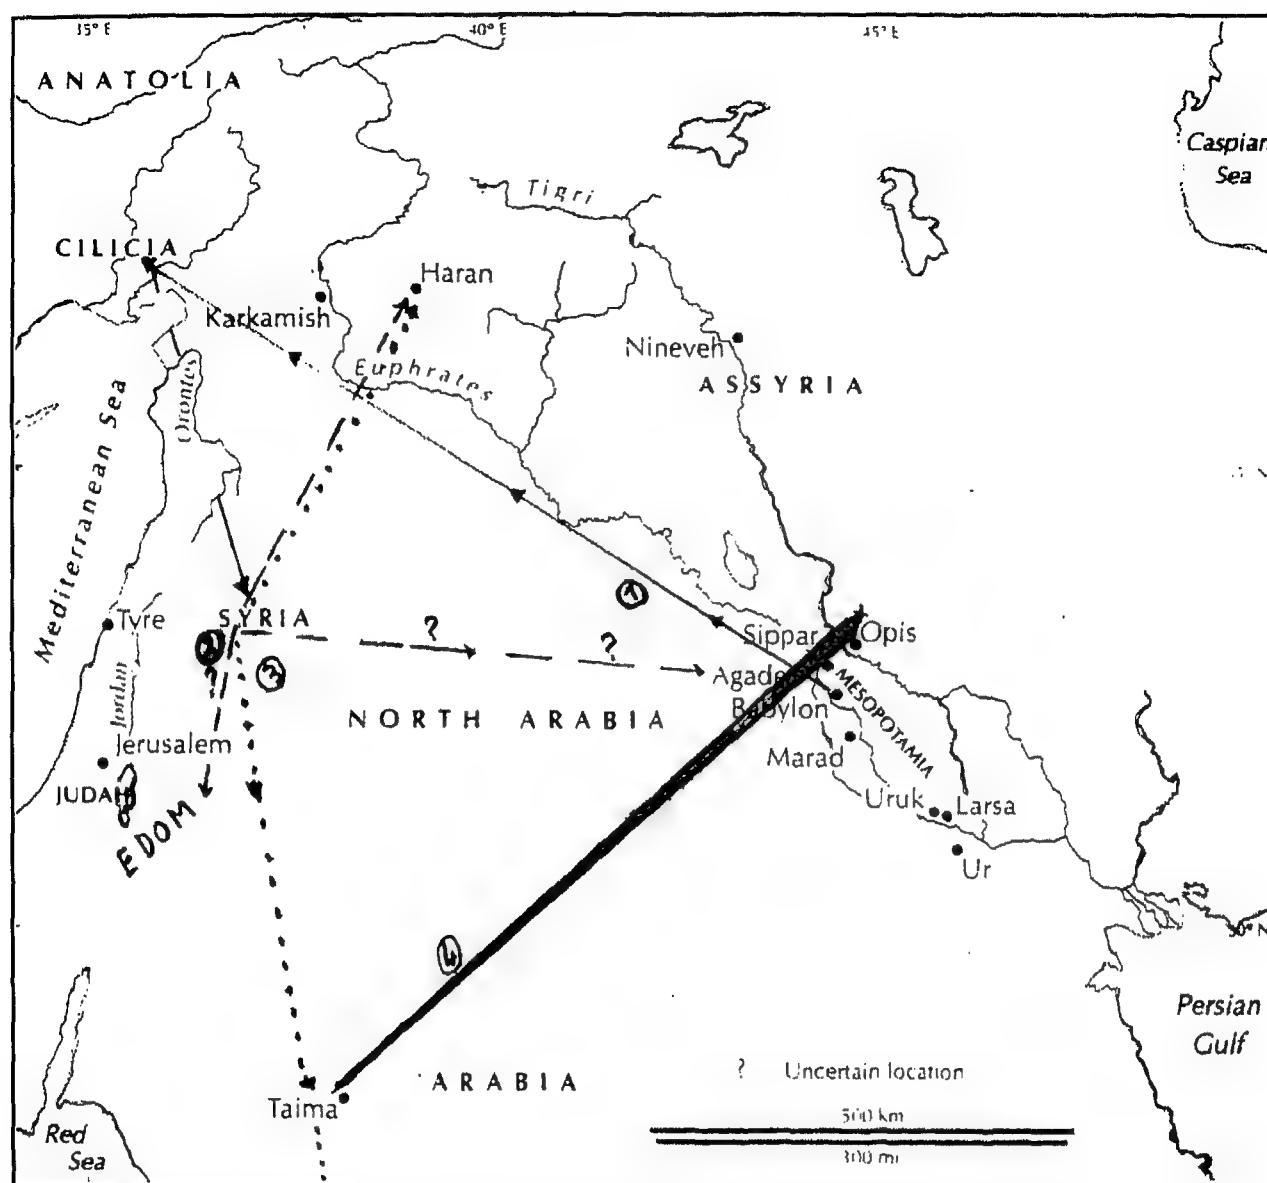 35° E
40° E
45° E
ANATOLIA
Caspian
Sea
Tigri
CILICIA
Haran
Karkamish
Nineveh
Euphrates
ASSYRIA
Orontes
Mediterranean Sea
1
Tyre
SYRIA
?
?
Sippar
Opis
2
?
3
Agade
Jordan
MESOPOTAMIA
NORTH ARABIA
Babylon
Jerusalem
Marad
JUDAH
Uruk
Larsa
EDOM
Ur
30° N
4
Persian
Gulf
? Uncertain location
ARABIA
Taima
500 km
300 mi
Red
Sea